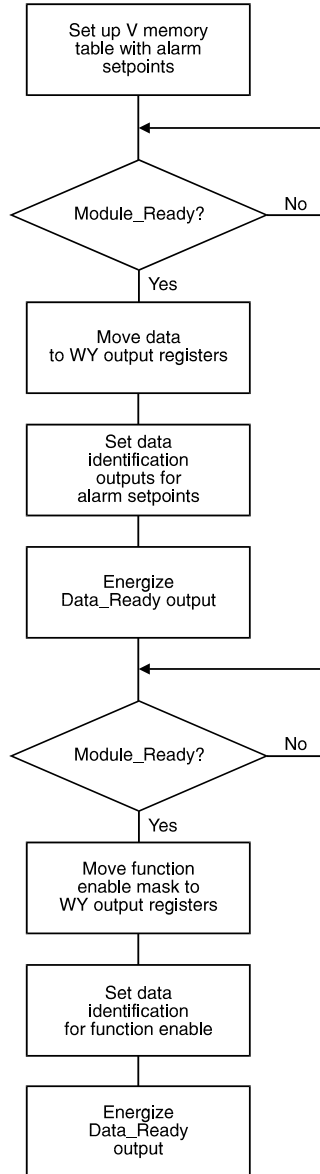 Set up V memory
table with alarm
setpoints
Module_Ready?
No
Yes
Move data
to WY output registers
Set data
identification
outputs for
alarm setpoints
Energize
Data_Ready output
Module_Ready?
No
Yes
Move function
enable mask to
WY output registers
Set data
identification
for function enable
Energize
Data_Ready
output